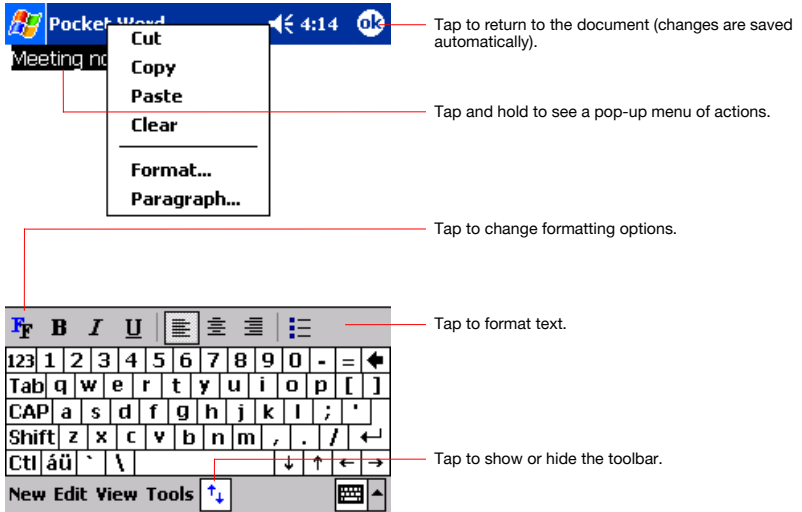 Pocket Word 4:14 ok
Tap to return to the document (changes are saved
automatically).
Meeting
Cut
Copy
Paste
Clear
Format...
Paragraph...
Tap and hold to see a pop-up menu of actions.
Tap to change formatting options.
FF B I U
Tap to format text.
123 1 2 3 4 5 6 7 8 9 0 - =
Tab q w e r t y u i o p [ ]
CAP a s d f g h j k l ; '
Shift z x c v b n m , . /
Ctl áü ` \ ↓ ↑ ← →
Tap to show or hide the toolbar.
New Edit View Tools